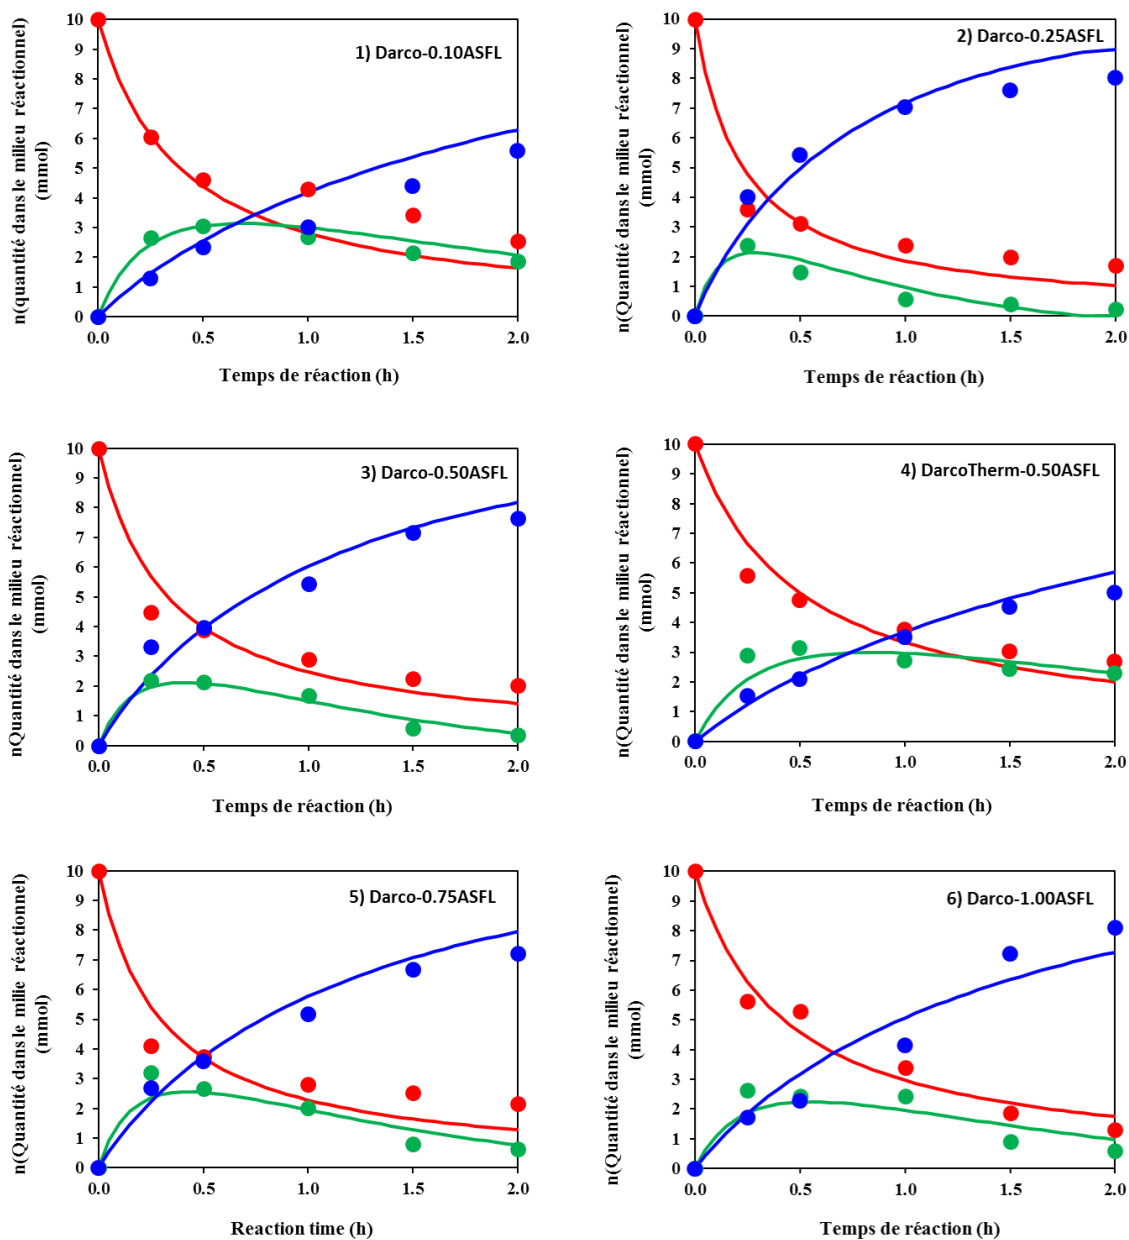 1) Darco-0.10ASFL
n(quantité dans le milieu réactionnel)
(mmol)
10
9
8
7
6
5
4
3
2
1
0
0.0 0.5 1.0 1.5 2.0
Temps de réaction (h)
2) Darco-0.25ASFL
n(Quantité dans le milieu réactionnel)
(mmol)
10
9
8
7
6
5
4
3
2
1
0
0.0 0.5 1.0 1.5 2.0
Temps de réaction (h)
3) Darco-0.50ASFL
nQuantité dans le milieu réactionnel)
(mmol)
10
9
8
7
6
5
4
3
2
1
0
0.0 0.5 1.0 1.5 2.0
Temps de réaction (h)
4) DarcoTherm-0.50ASFL
n(Quantité dans le milieu réactionnel)
(mmol)
10
9
8
7
6
5
4
3
2
1
0
0.0 0.5 1.0 1.5 2.0
Temps de réaction (h)
5) Darco-0.75ASFL
n(Quantité dans le milie réactionnel)
(mmol)
10
9
8
7
6
5
4
3
2
1
0
0.0 0.5 1.0 1.5 2.0
Reaction time (h)
6) Darco-1.00ASFL
n(Quantité dans le milieu réactionnel)
(mmol)
10
9
8
7
6
5
4
3
2
1
0
0.0 0.5 1.0 1.5 2.0
Temps de réaction (h)